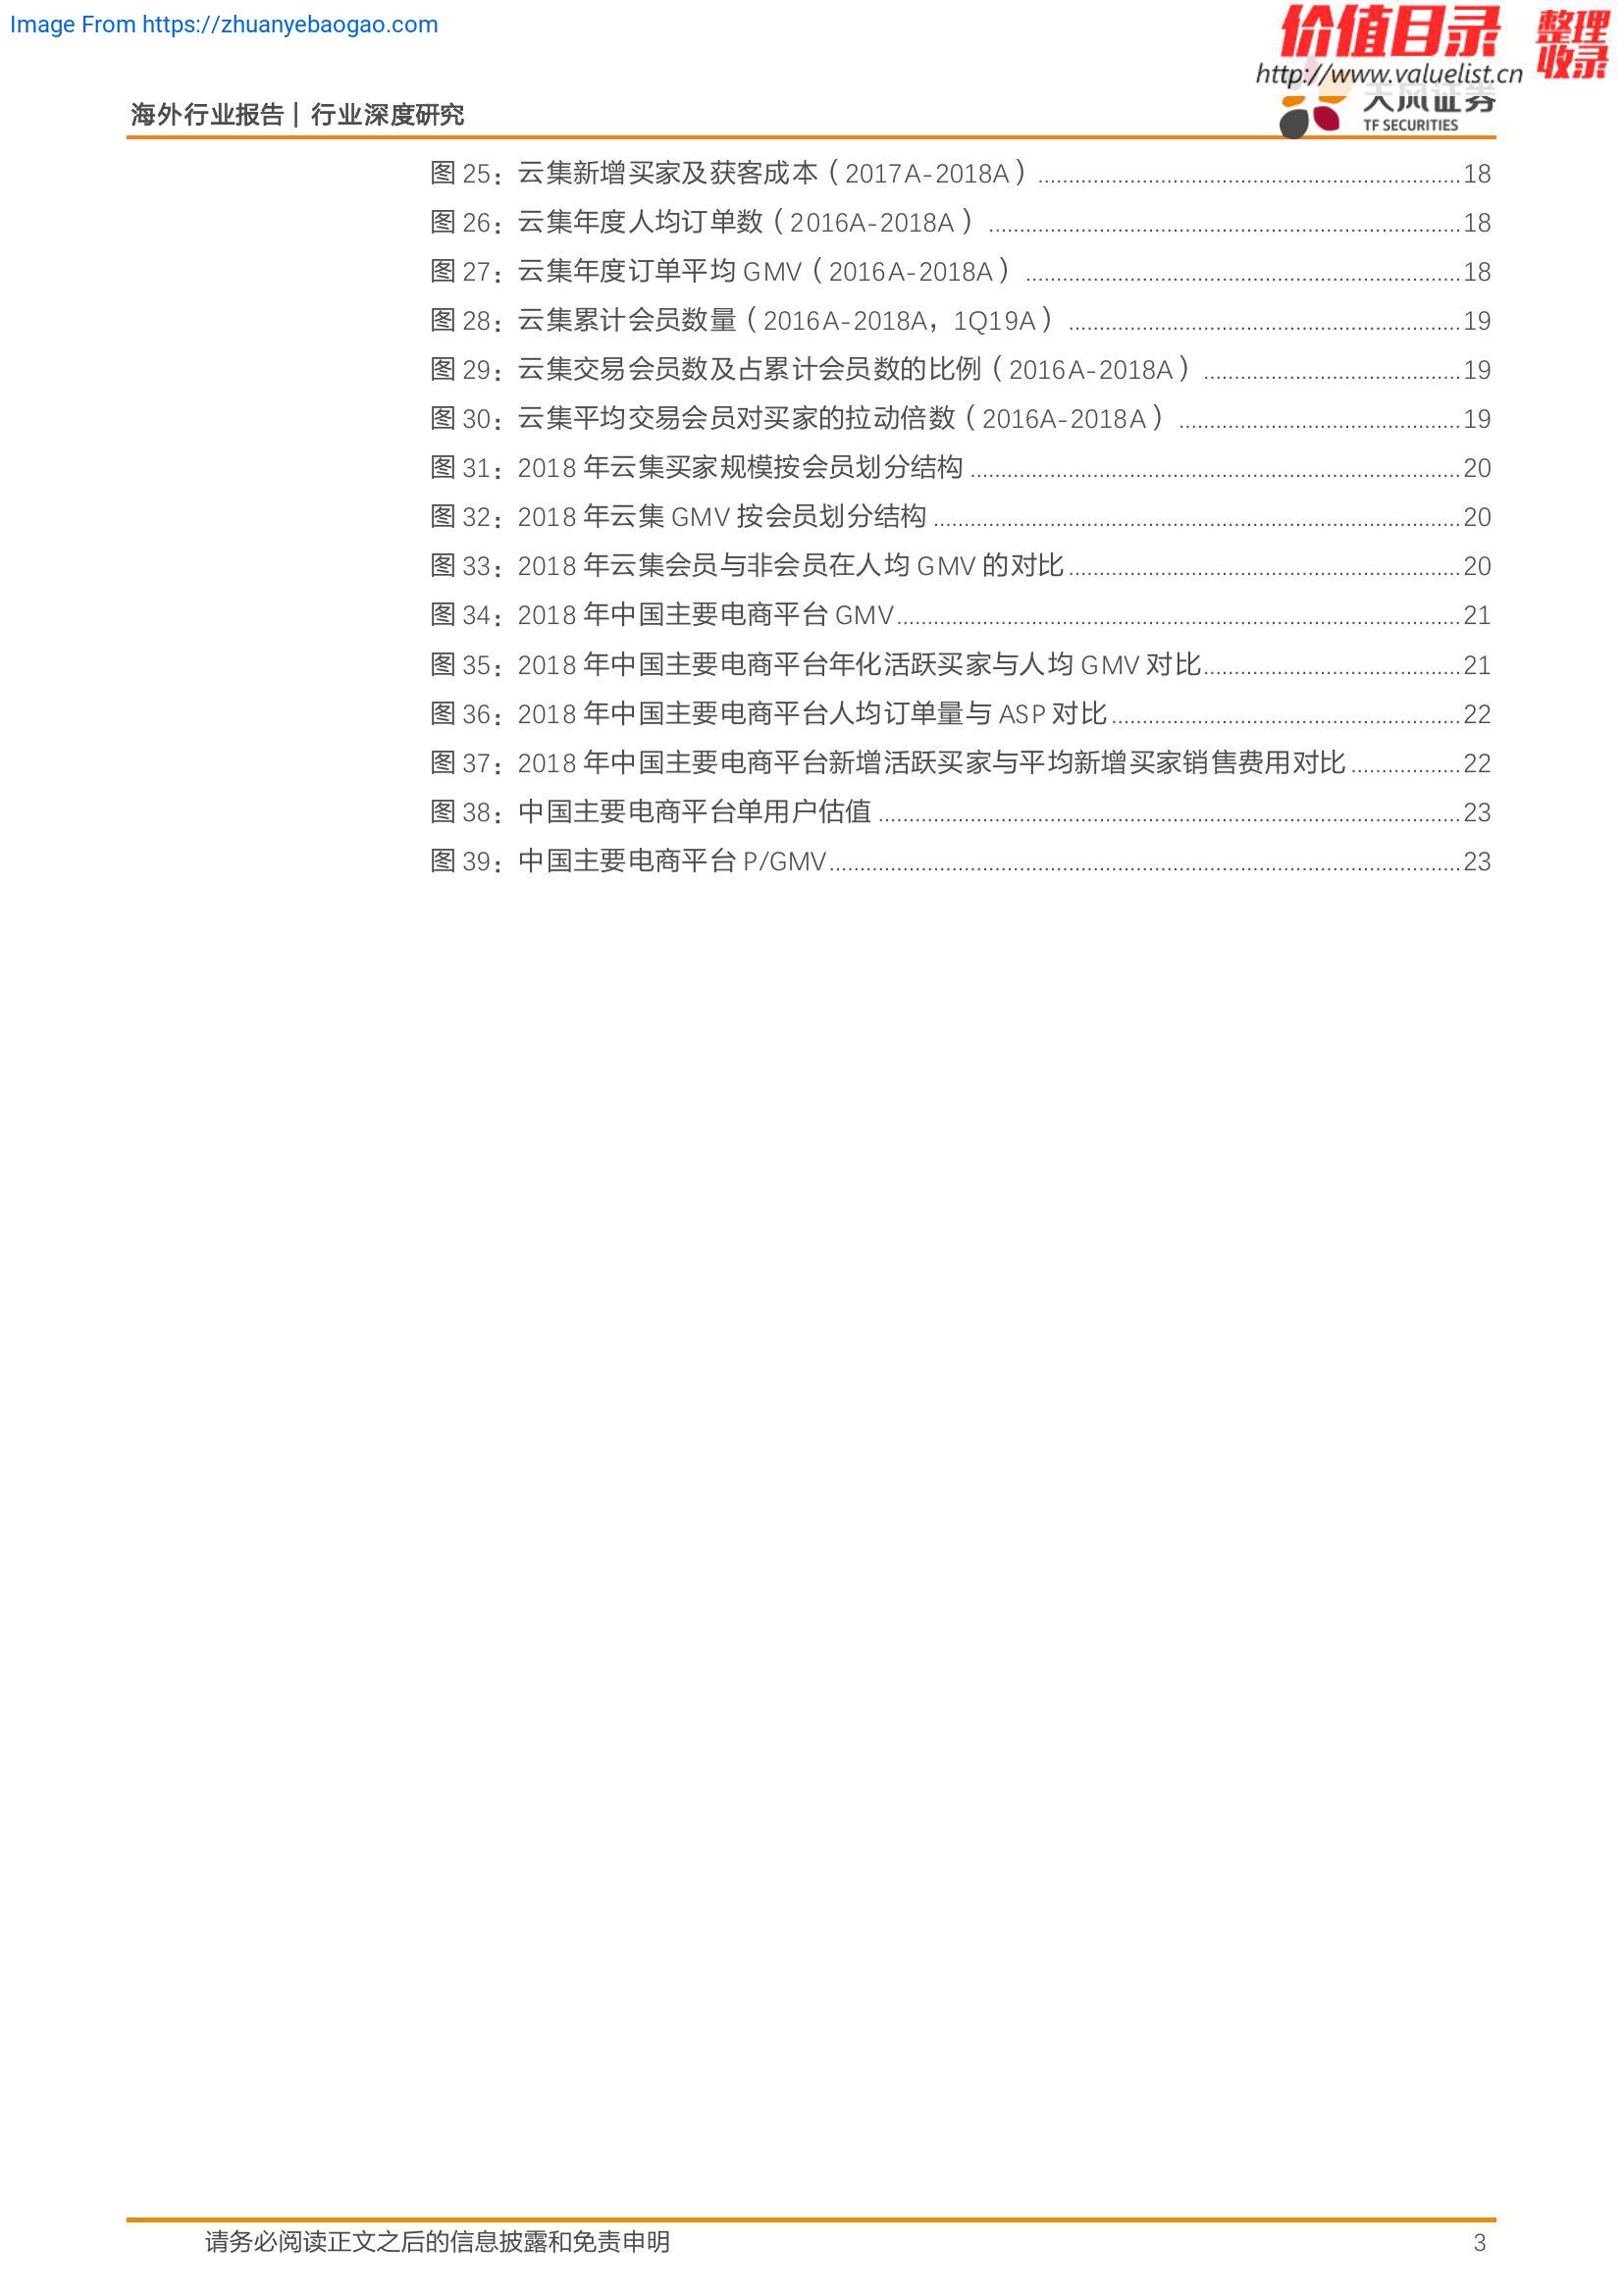 Image From https://zhuanyebaogao.com
价值目录
整理
收录
http://www.valuelist.cn
天风证券
TF SECURITIES
海外行业报告 | 行业深度研究
图 25：云集新增买家及获客成本（2017A-2018A）......18
图 26：云集年度人均订单数（2016A-2018A）......18
图 27：云集年度订单平均 GMV（2016A-2018A）......18
图 28：云集累计会员数量（2016A-2018A，1Q19A）......19
图 29：云集交易会员数及占累计会员数的比例（2016A-2018A）......19
图 30：云集平均交易会员对买家的拉动倍数（2016A-2018A）......19
图 31：2018 年云集买家规模按会员划分结构......20
图 32：2018 年云集 GMV 按会员划分结构......20
图 33：2018 年云集会员与非会员在人均 GMV 的对比......20
图 34：2018 年中国主要电商平台 GMV......21
图 35：2018 年中国主要电商平台年化活跃买家与人均 GMV 对比......21
图 36：2018 年中国主要电商平台人均订单量与 ASP 对比......22
图 37：2018 年中国主要电商平台新增活跃买家与平均新增买家销售费用对比......22
图 38：中国主要电商平台单用户估值......23
图 39：中国主要电商平台 P/GMV......23
请务必阅读正文之后的信息披露和免责申明 3